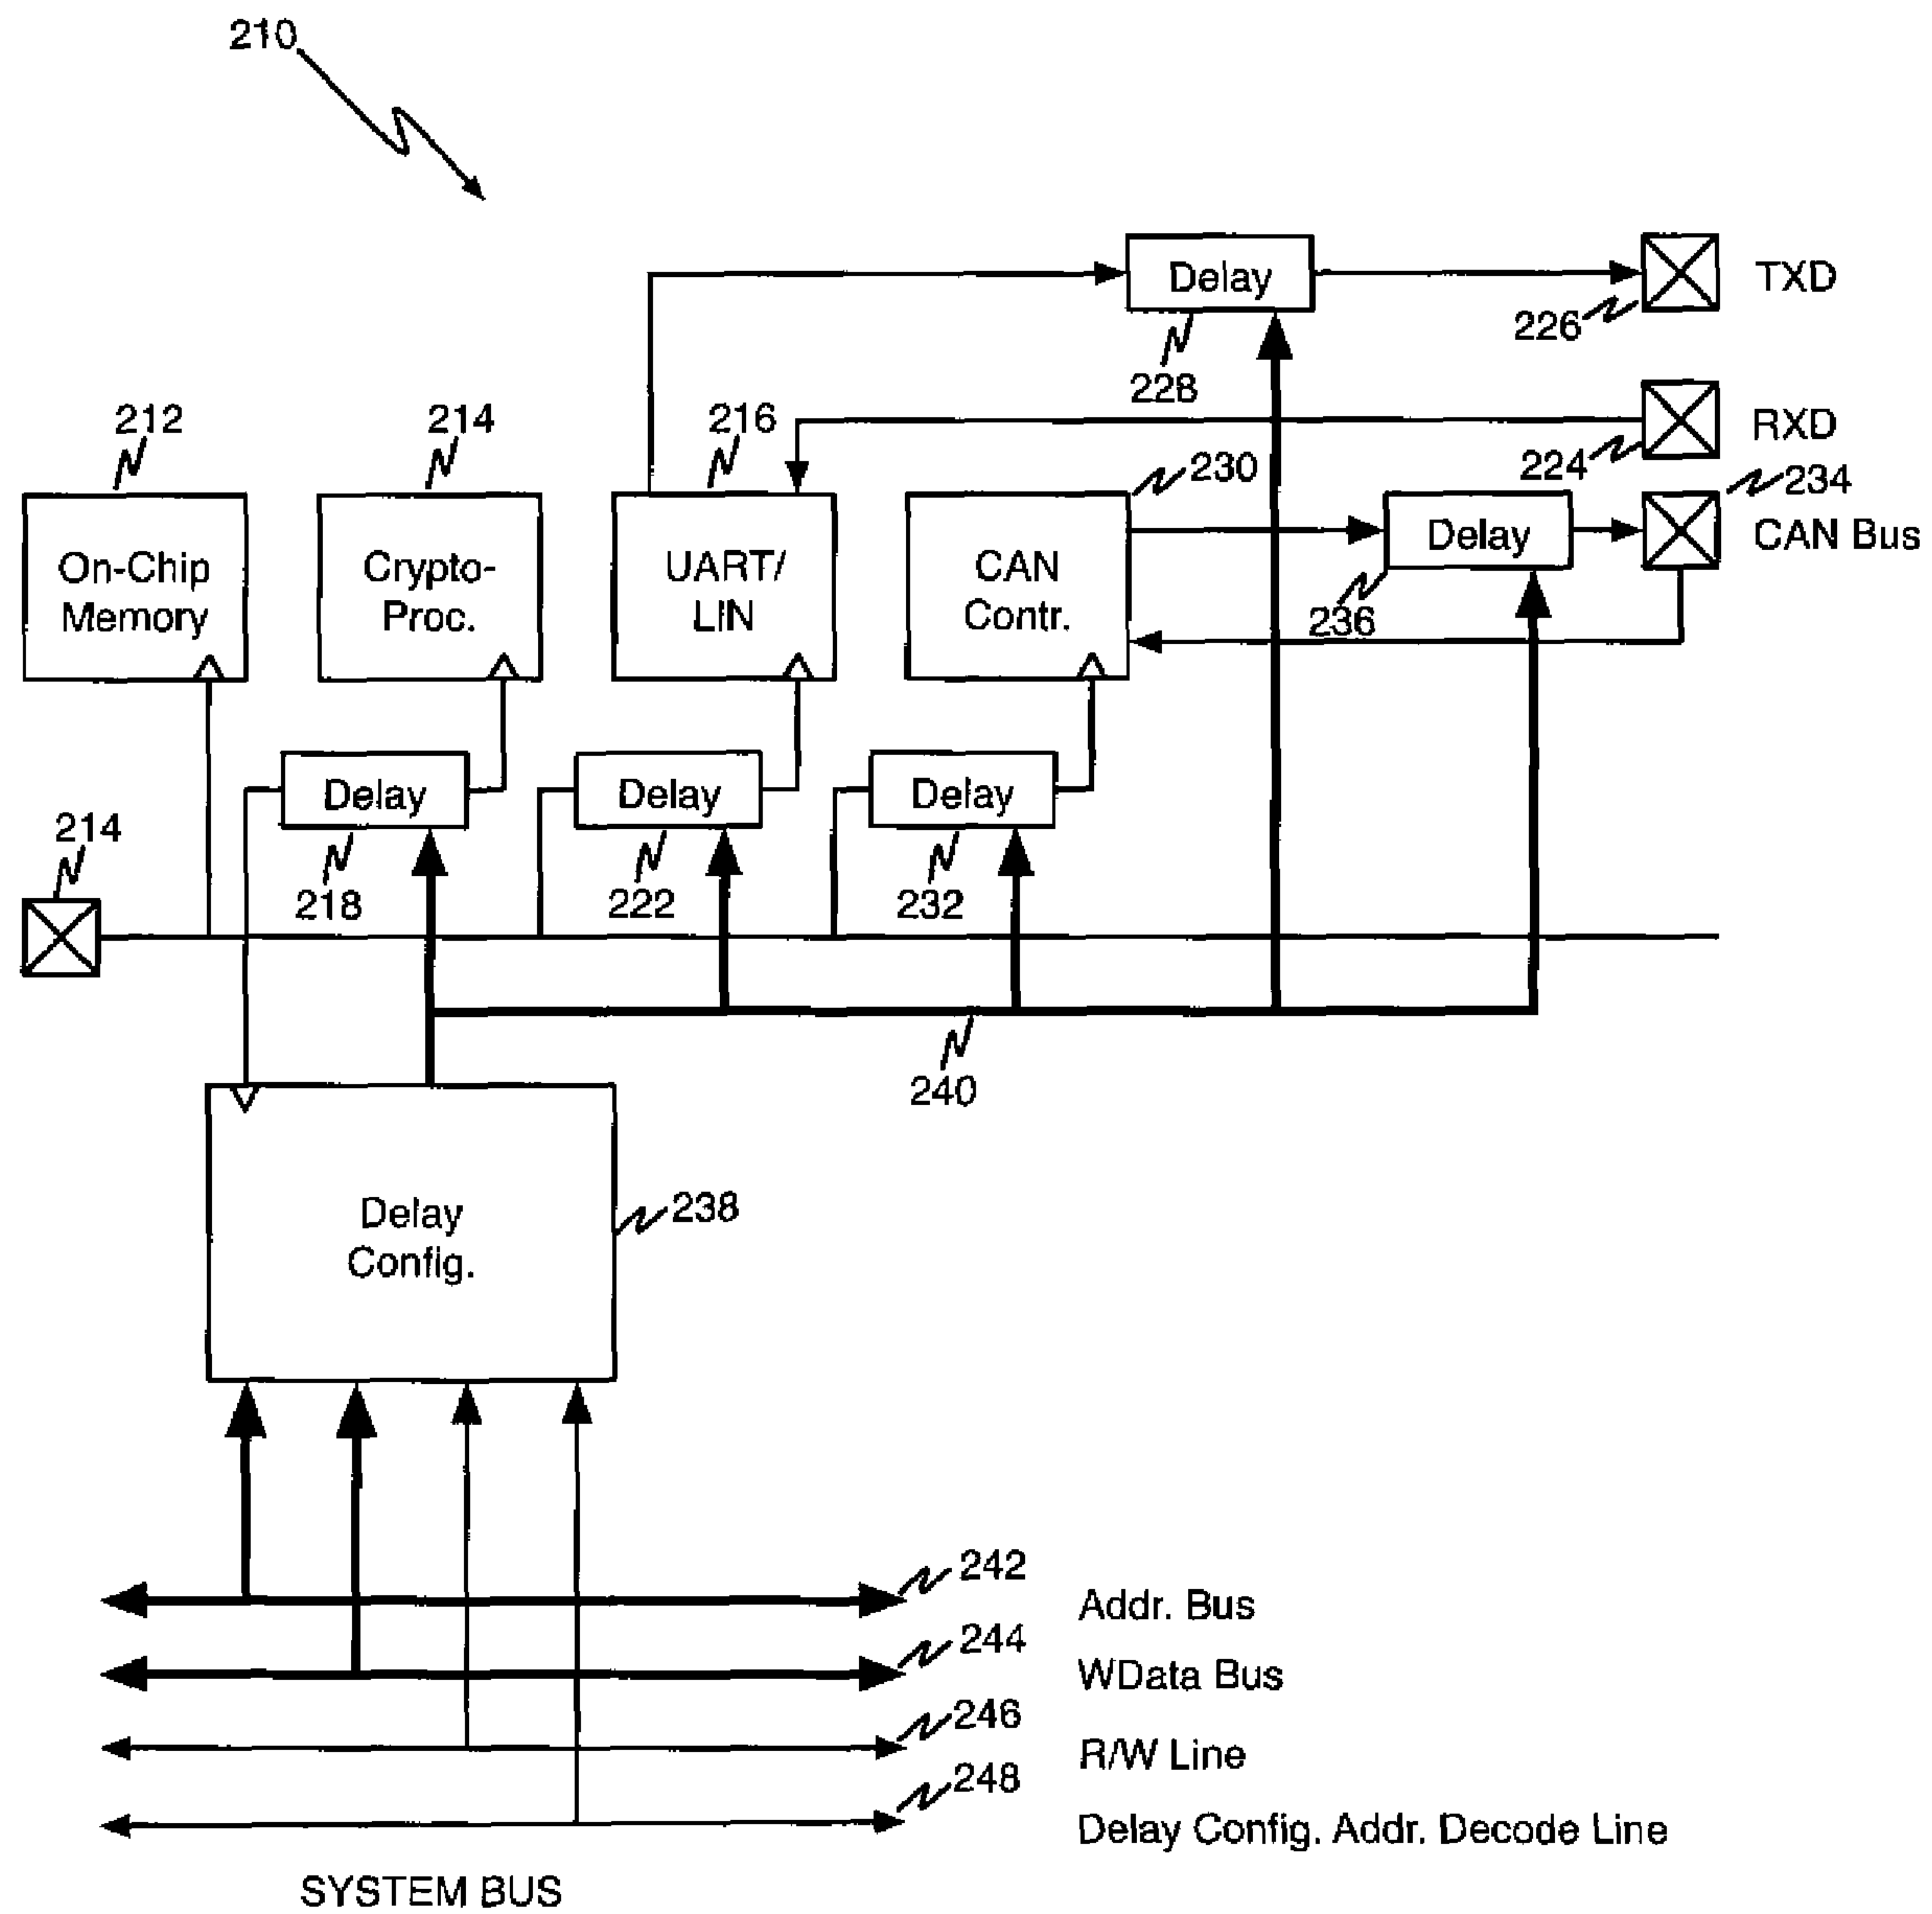 210
Delay
TXD
226
228
212
214
216
RXD
224
230
234
On-Chip
Memory
Crypto-
Proc.
UART/
LIN
CAN
Contr.
Delay
CAN Bus
236
Delay
Delay
Delay
214
218
222
232
240
Delay
Config.
238
242
Addr. Bus
244
WData Bus
246
R/W Line
248
Delay Config. Addr. Decode Line
SYSTEM BUS